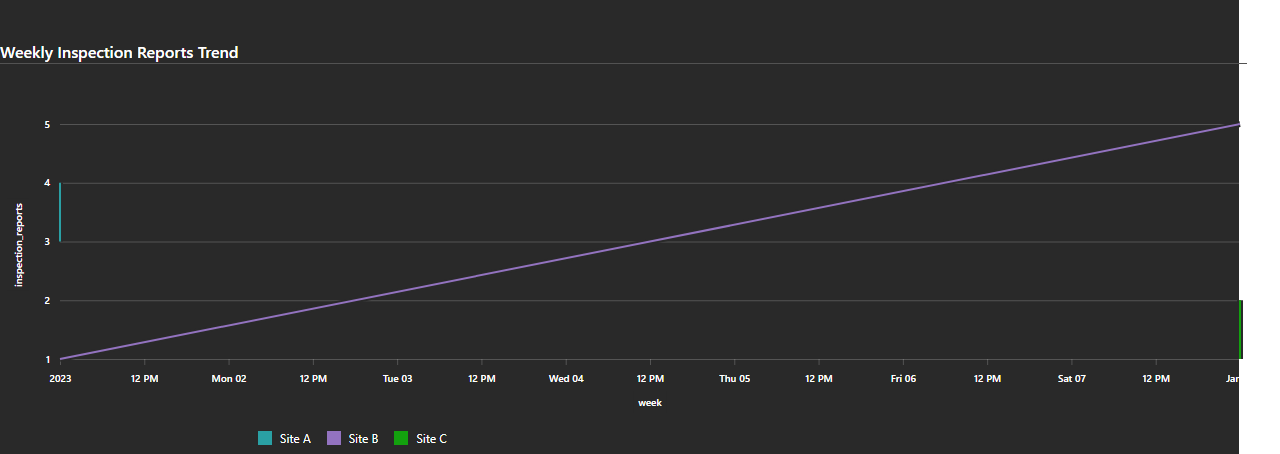 Weekly Inspection Reports Trend
5
4
3
2
1
inspection_reports
2023 12 PM Mon 02 12 PM Tue 03 12 PM Wed 04 12 PM Thu 05 12 PM Fri 06 12 PM Sat 07 12 PM Jan
week
Site A Site B Site C